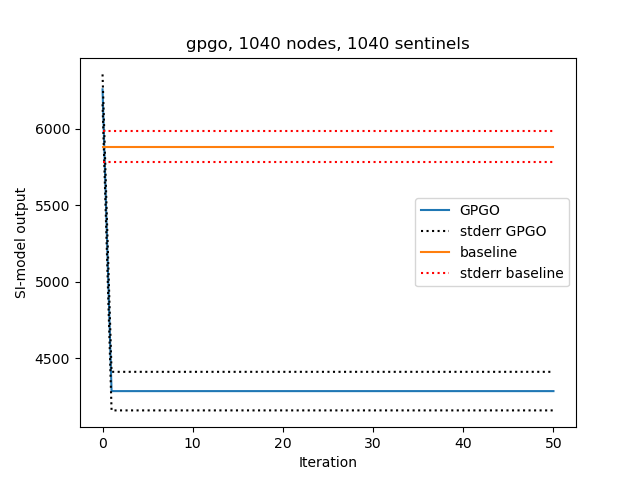 gpgo, 1040 nodes, 1040 sentinels
SI-model output
6000
5500
5000
4500
GPGO
stderr GPGO
baseline
stderr baseline
0 10 20 30 40 50
Iteration